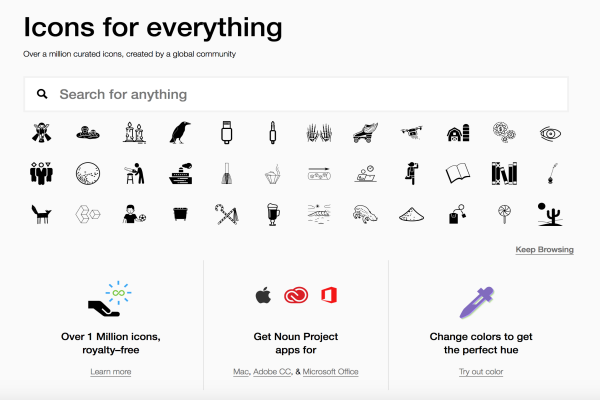 Icons for everything
Over a million curated icons, created by a global community
Search for anything
Keep Browsing
Over 1 Million icons,
royalty–free
Learn more
Get Noun Project
apps for
Mac, Adobe CC, & Microsoft Office
Change colors to get
the perfect hue
Try out color